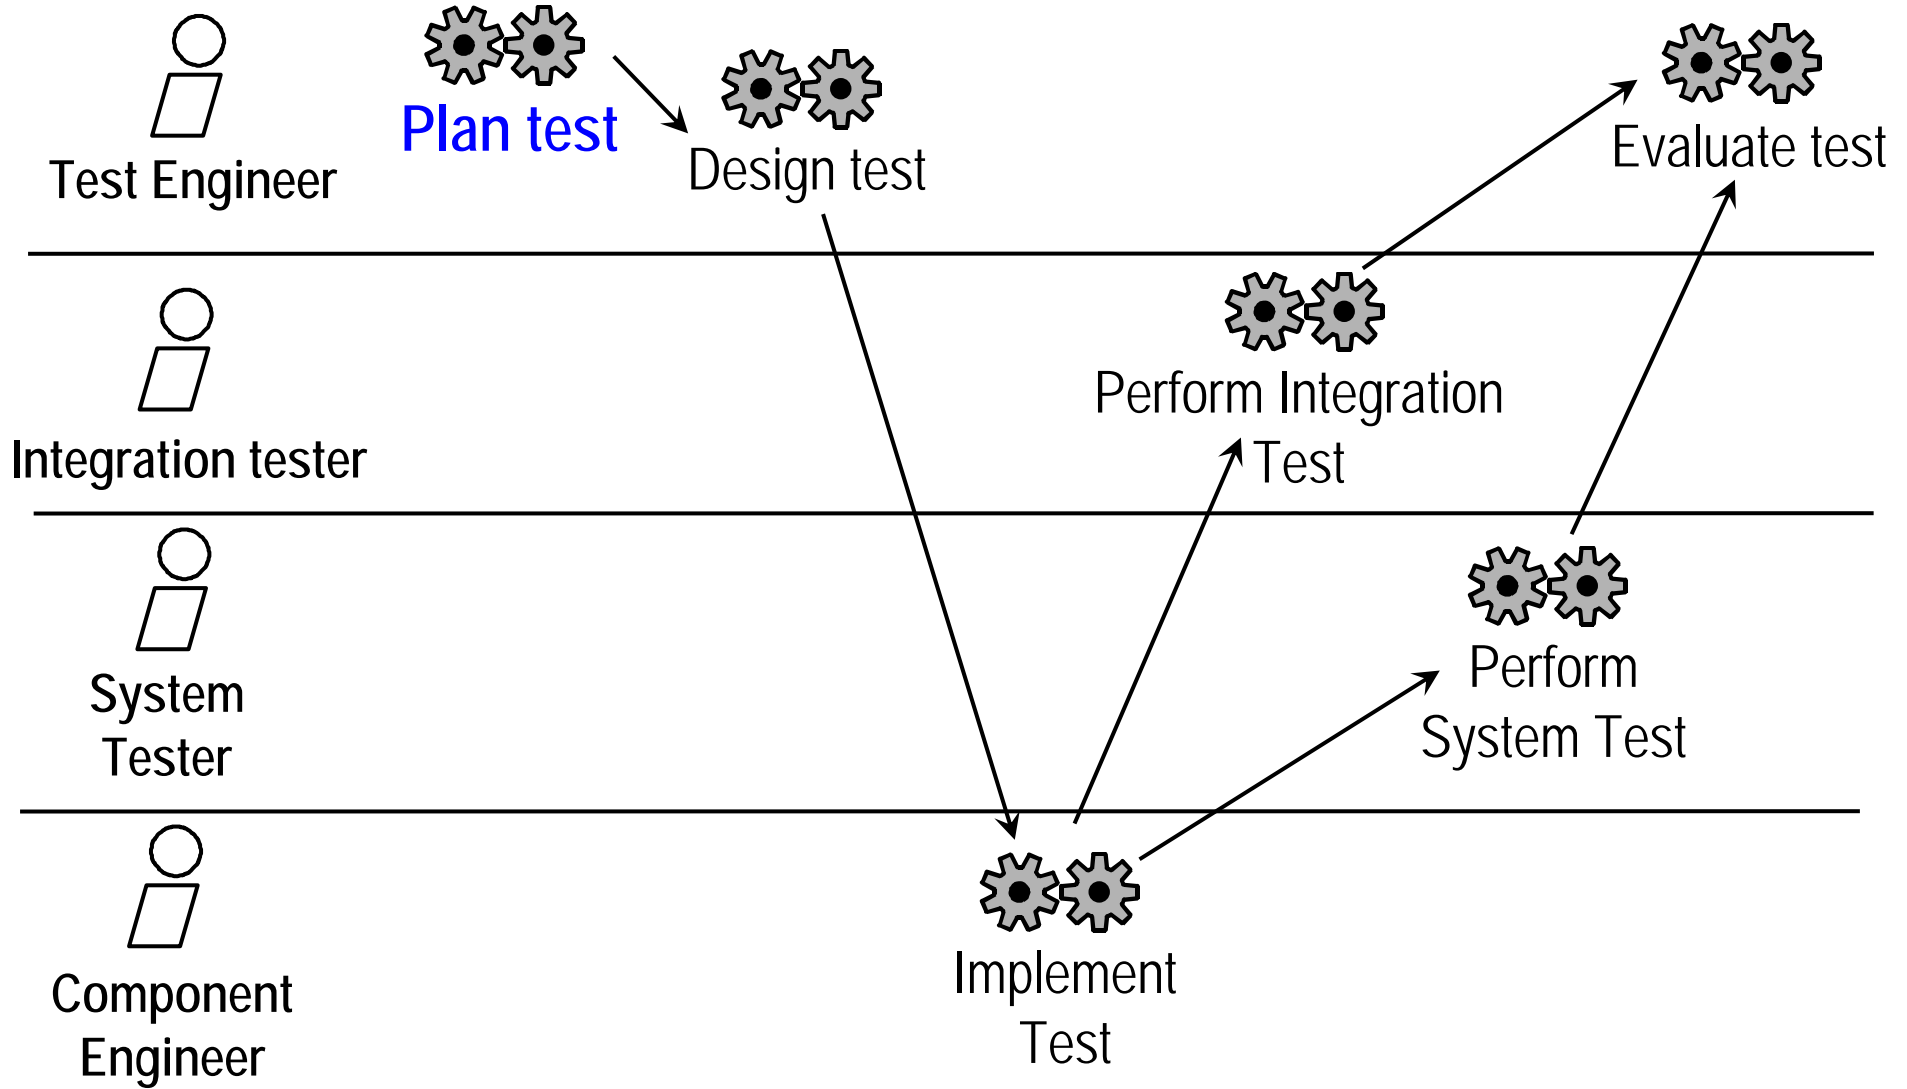 Plan test
Design test
Evaluate test
Test Engineer
Perform Integration
Test
Integration tester
Perform
System Test
System
Tester
Implement
Test
Component
Engineer